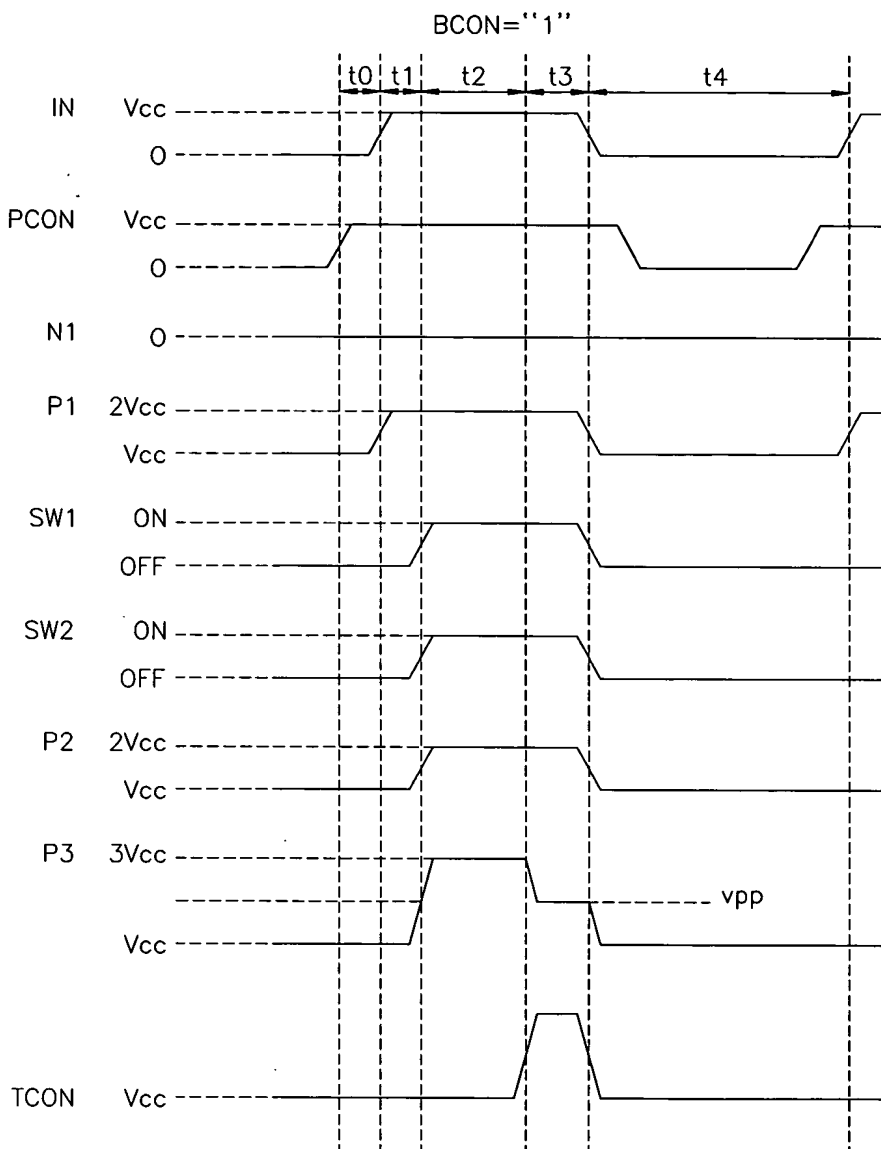 BCON=“1”
t0 t1 t2 t3 t4
IN Vcc
0
PCON Vcc
0
N1 0
P1 2Vcc
Vcc
SW1 ON
OFF
SW2 ON
OFF
P2 2Vcc
Vcc
P3 3Vcc
vpp
Vcc
TCON Vcc